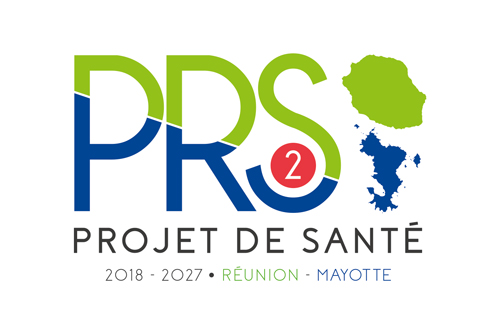 PRS
2
PROJET DE SANTÉ
2018 - 2027 • RÉUNION - MAYOTTE